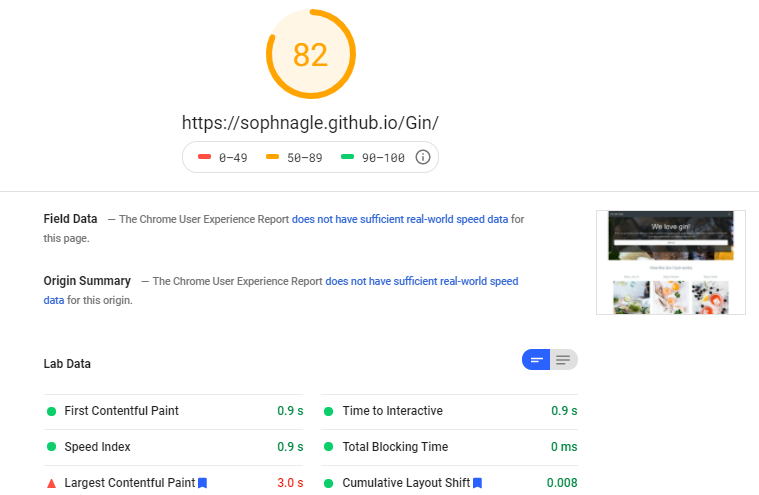 82
https://sophnagle.github.io/Gin/
0–49 50–89 90–100
Field Data — The Chrome User Experience Report does not have sufficient real-world speed data for
this page.
We love gin!
Origin Summary — The Chrome User Experience Report does not have sufficient real-world speed
data for this origin.
Lab Data
First Contentful Paint 0.9 s
Time to Interactive 0.9 s
Speed Index 0.9 s
Total Blocking Time 0 ms
Largest Contentful Paint 3.0 s
Cumulative Layout Shift 0.008